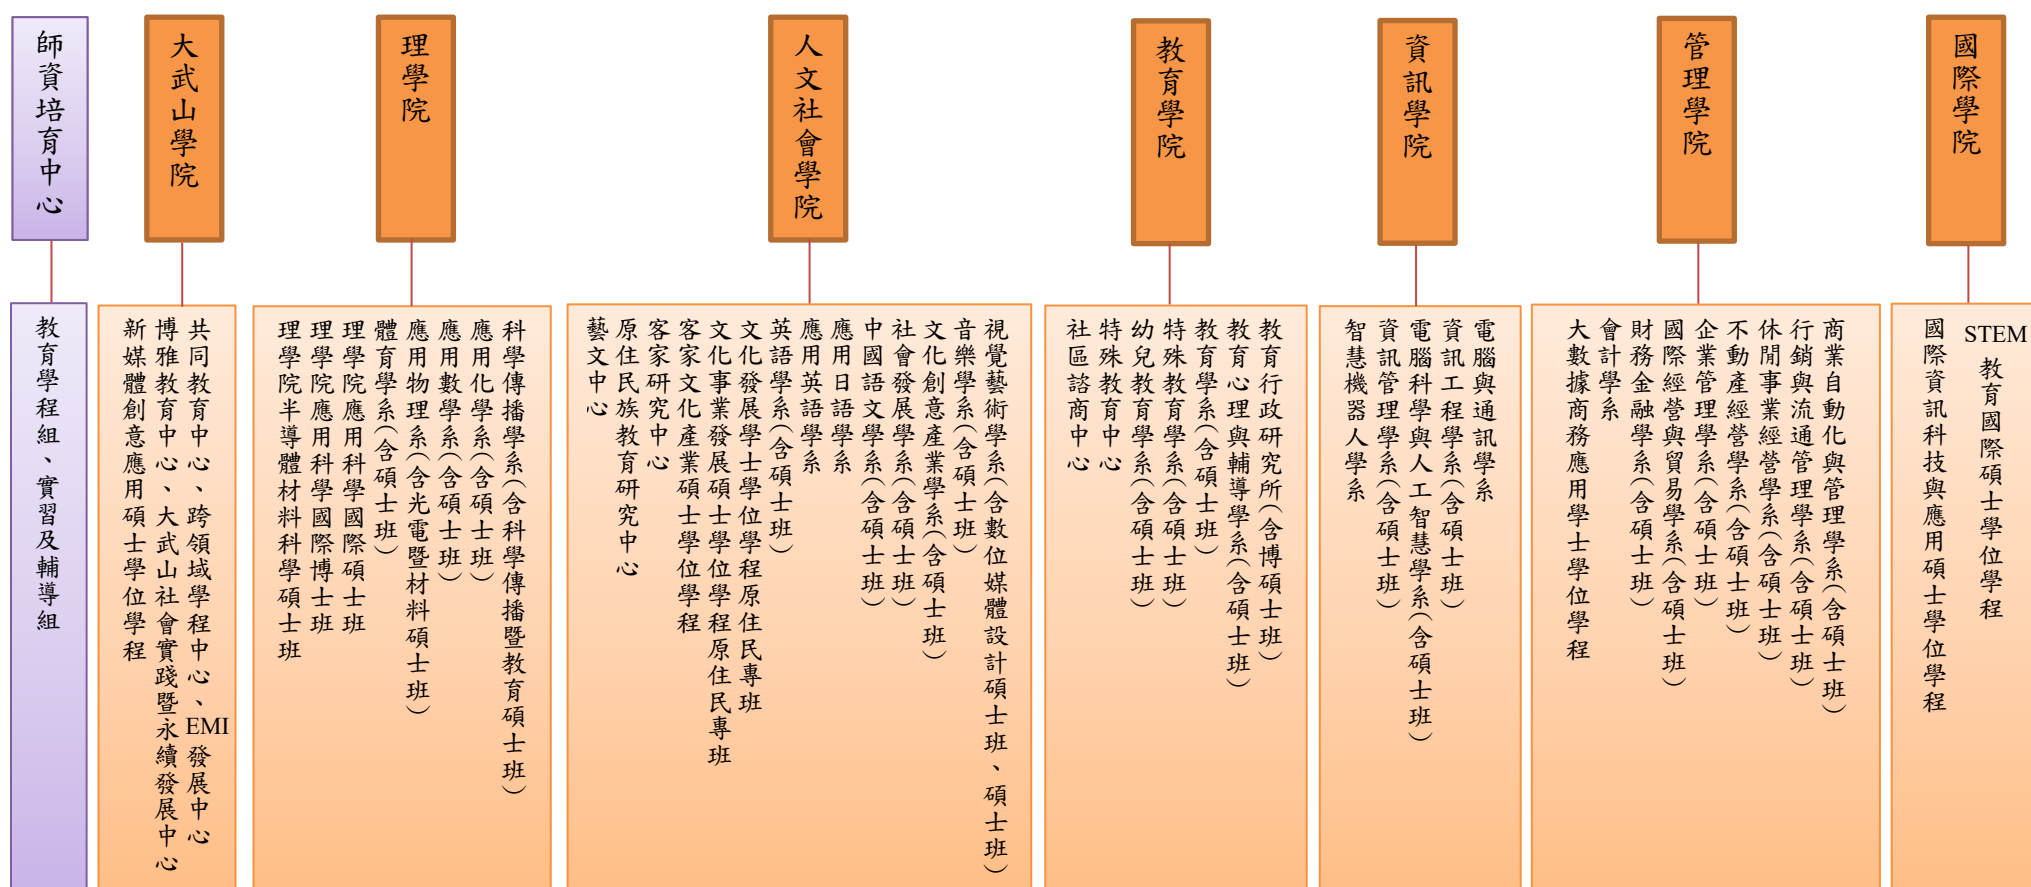 國際學院
STEM教育國際碩士學位學程
國際資訊科技與應用碩士學位學程
管理學院
商業自動化與管理學系(含碩士班)
行銷與流通管理學系(含碩士班)
休閒事業經營學系(含碩士班)
不動產經營學系(含碩士班)
企業管理學系(含碩士班)
國際經營與貿易學系(含碩士班)
財務金融學系(含碩士班)
會計學系
大數據商務應用學士學位學程
資訊學院
電腦與通訊學系
資訊工程學系(含碩士班)
電腦科學與人工智慧學系(含碩士班)
資訊管理學系(含碩士班)
智慧機器人學系
教育學院
教育行政研究所(含博碩士班)
教育心理與輔導學系(含碩士班)
教育學系(含碩士班)
特殊教育學系(含碩士班)
幼兒教育學系(含碩士班)
特殊教育中心
社區諮商中心
人文社會學院
視覺藝術學系(含數位媒體設計碩士班、碩士班)
音樂學系(含碩士班)
文化創意產業學系(含碩士班)
社會發展學系(含碩士班)
中國語文學系(含碩士班)
應用日語學系
應用英語學系
英語學系(含碩士班)
文化發展學士學位學程原住民專班
文化事業發展碩士學位學程原住民專班
客家文化產業碩士學位學程
客家研究中心
原住民族教育研究中心
藝文中心
理學院
科學傳播學系(含科學傳播暨教育碩士班)
應用化學系(含碩士班)
應用數學系(含碩士班)
應用物理系(含光電暨材料碩士班)
體育學系(含碩士班)
理學院應用科學國際碩士班
理學院應用科學國際博士班
理學院半導體材料科學碩士班
大武山學院
共同教育中心、跨領域學程中心、EMI發展中心
博雅教育中心、大武山社會實踐暨永續發展中心
新媒體創意應用碩士學位學程
師資培育中心
教育學程組、實習及輔導組